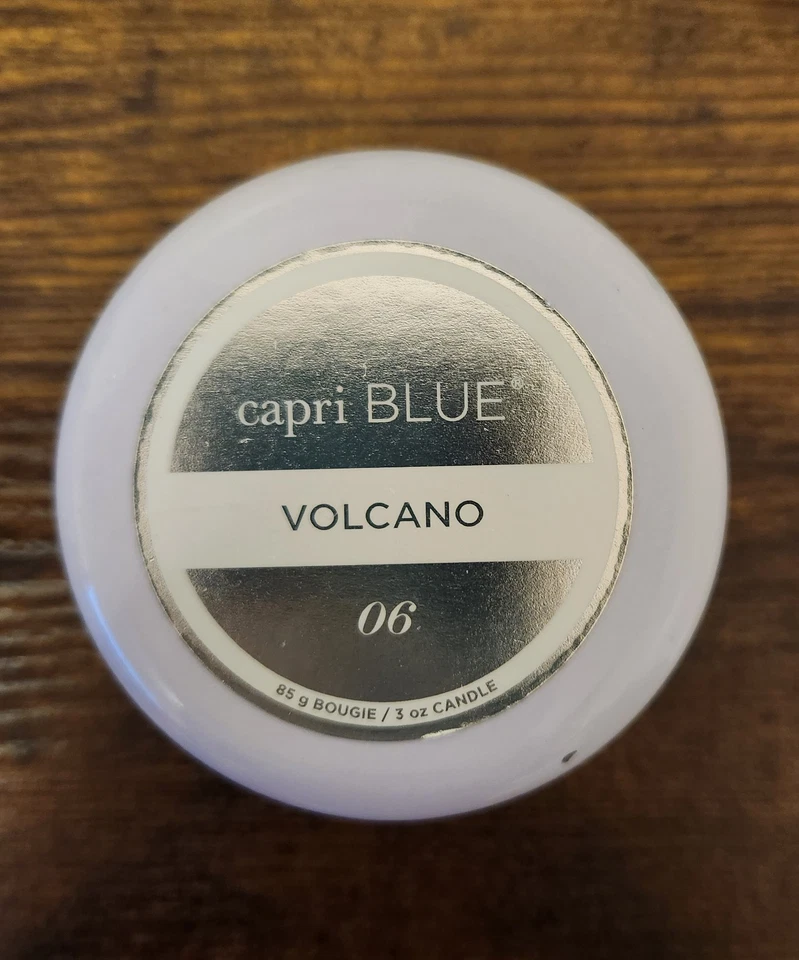 capri BLUE®
VOLCANO
06
85 g BOUGIE / 3 oz CANDLE